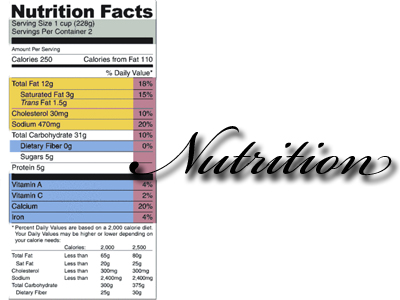 Nutrition Facts
Serving Size 1 cup (228g)
Servings Per Container 2
Amount Per Serving
Calories 250 Calories from Fat 110
% Daily Value*
Total Fat 12g 18%
Saturated Fat 3g 15%
Trans Fat 1.5g
Cholesterol 30mg 10%
Sodium 470mg 20%
Total Carbohydrate 31g 10%
Dietary Fiber 0g 0%
Sugars 5g
Protein 5g
Vitamin A 4%
Vitamin C 2%
Calcium 20%
Iron 4%
* Percent Daily Values are based on a 2,000 calorie diet.
Your Daily Values may be higher or lower depending on
your calorie needs:
Calories: 2,000 2,500
Total Fat Less than 65g 80g
Sat Fat Less than 20g 25g
Cholesterol Less than 300mg 300mg
Sodium Less than 2,400mg 2,400mg
Total Carbohydrate 300g 375g
Dietary Fiber 25g 30g
Nutrition